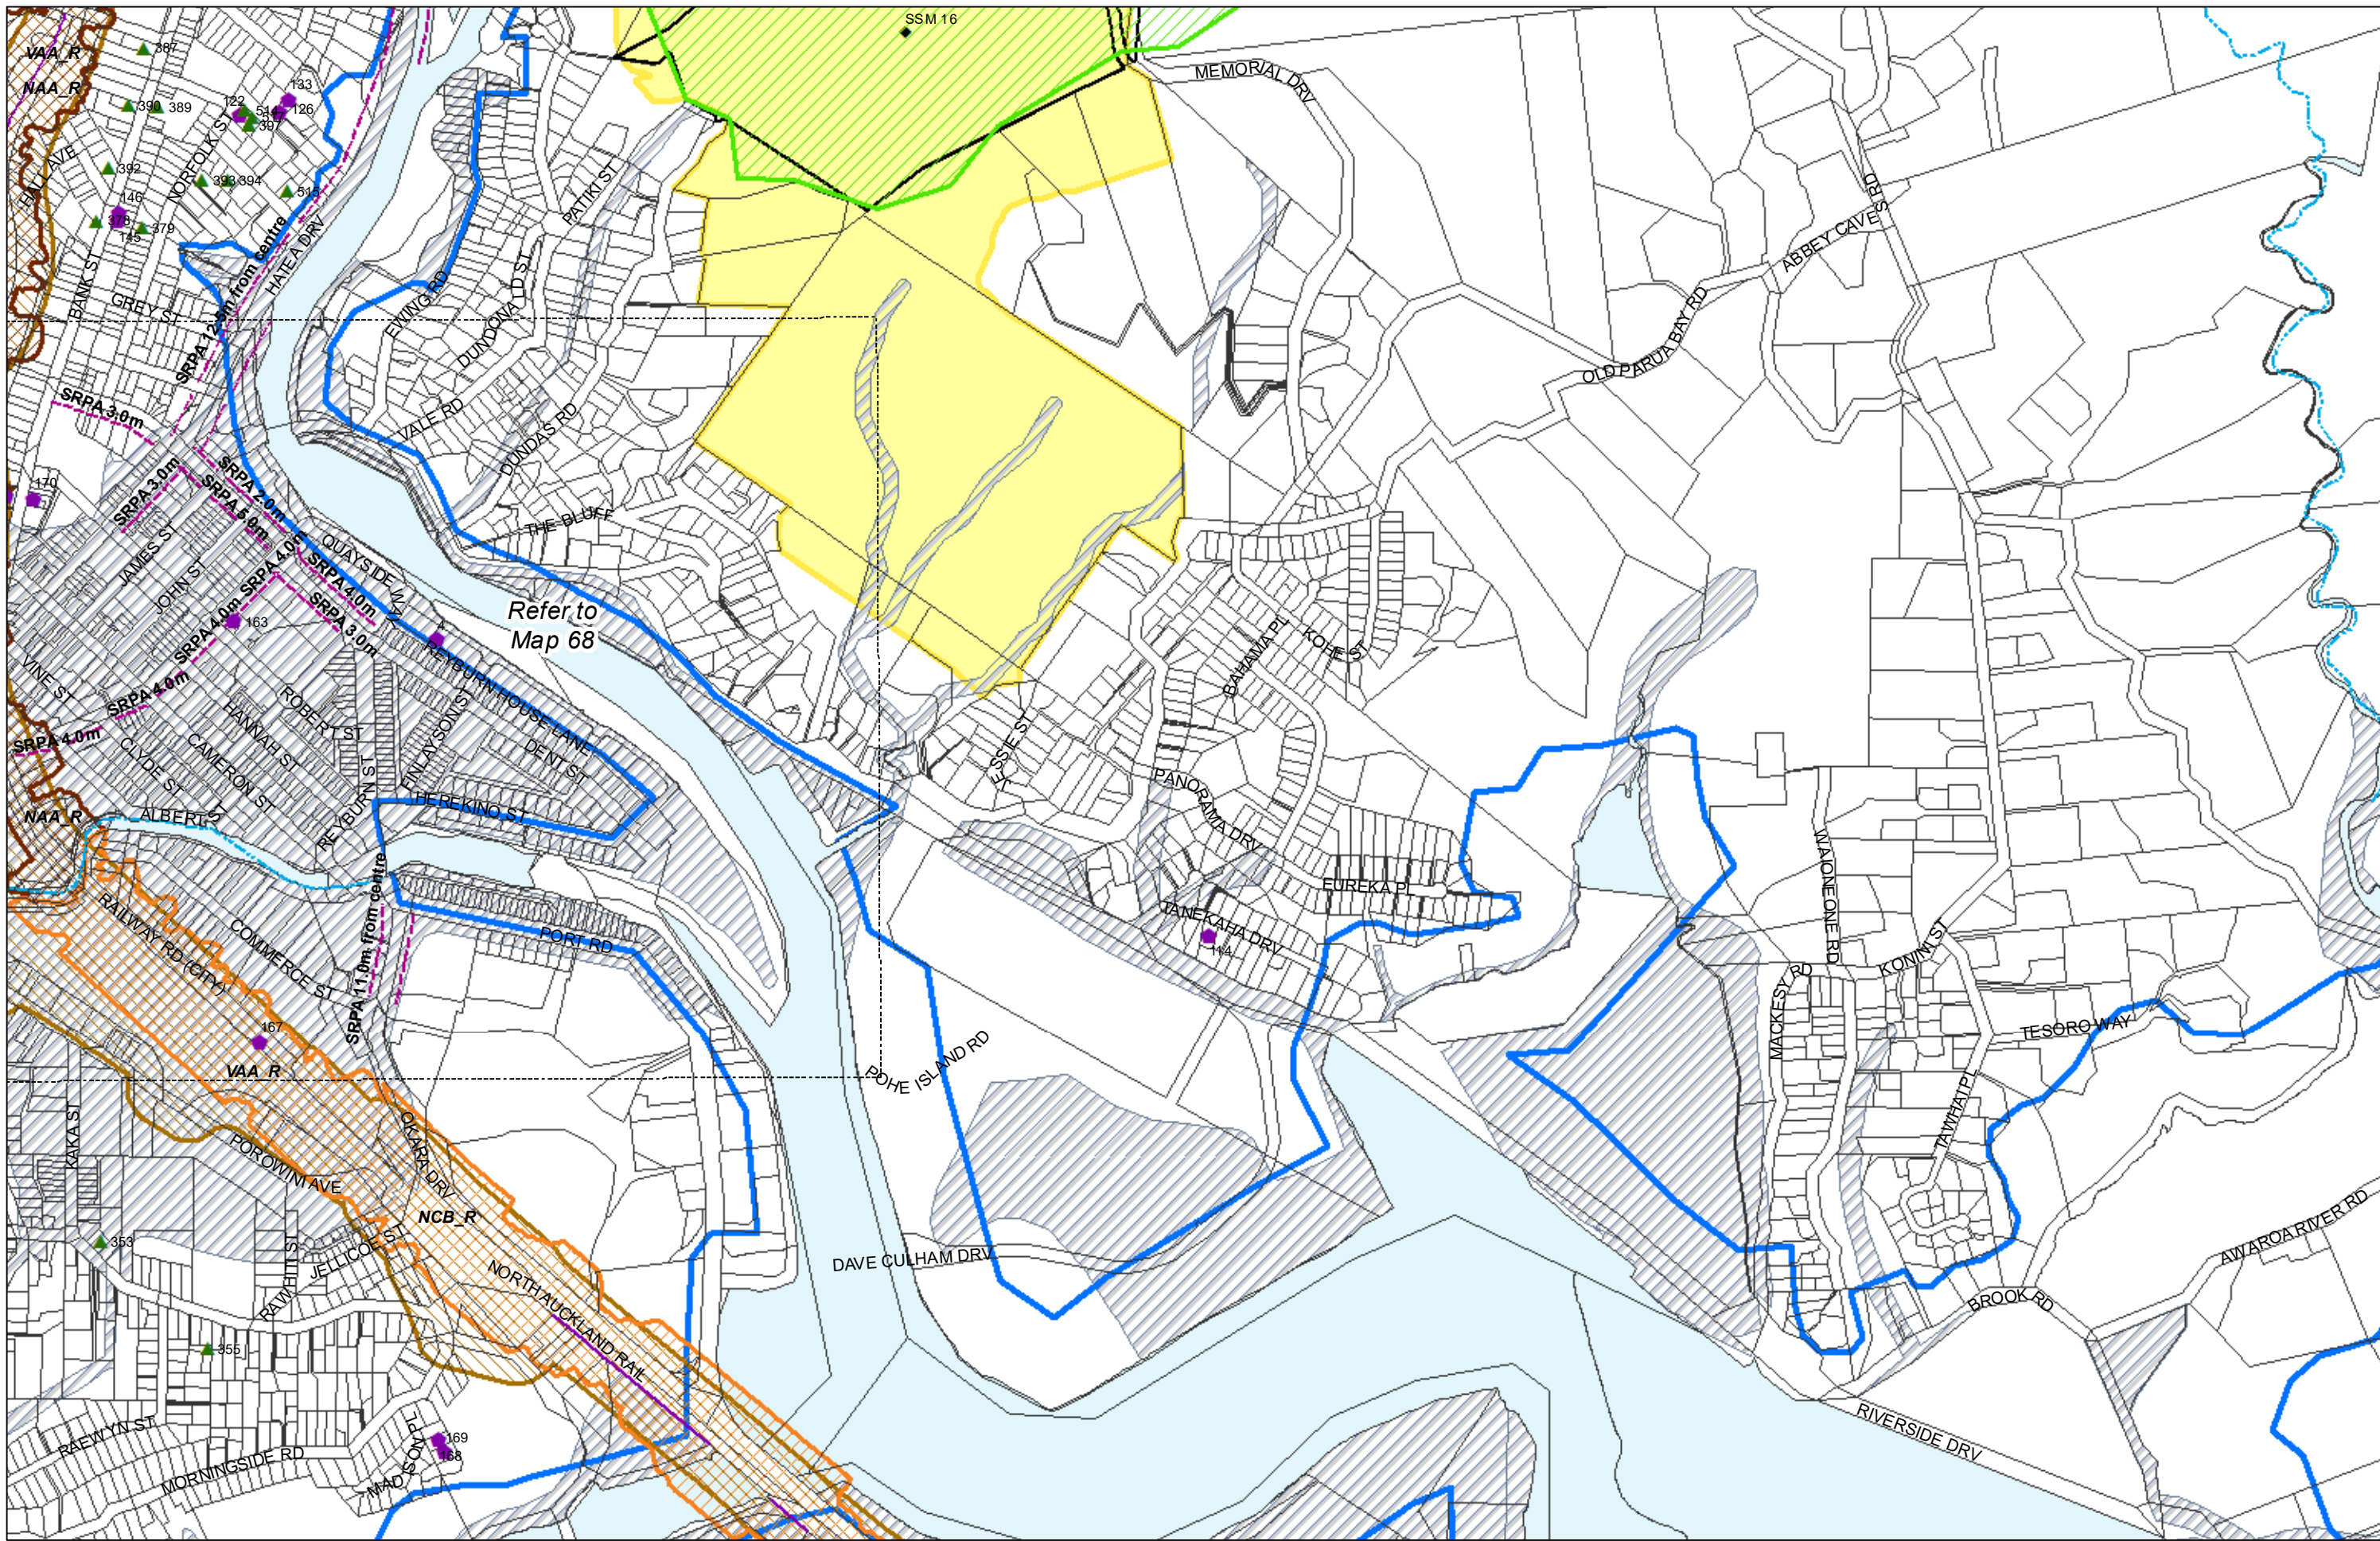 SSM 16
VAA_R
NAA_R
387
390
389
133
122
514
126
397
392
393
394
515
146
378
145
379
HALL AVE
NORFOLK ST
BANK ST
GREY ST
HATEA DRV
SRPA 12.5m from centre
MEMORIAL DRV
PATIKI ST
EWING RD
DUNDONALD ST
VALE RD
DUNDAS RD
THE BLUFF
ABBEY CAVES RD
OLD PARUA BAY RD
SRPA 3.0m
170
SRPA 3.0m
SRPA 2.0m
SRPA 5.0m
JAMES ST
JOHN ST
SRPA 4.0m
SRPA 4.0m
QUAYSIDE
SRPA 4.0m
163
SRPA 3.0m
4
Refer to
Map 68
REYBURN HOUSE LANE
VINE ST
SRPA 4.0m
SRPA 4.0m
ROBERT ST
HANNAH ST
CAMERON ST
CLYDE ST
FINLAYSON ST
DENT ST
REYBURN ST
HEREKINO ST
ALBERT ST
NAA_R
BAHAMA PL
KOHE ST
JESSIE ST
PANORAMA DRV
EUREKA PL
TANEKAHA DRV
114
WAIONEONE RD
KONINI ST
MACKESY RD
TESORO WAY
TAWHAI PL
SRPA 11.0m from centre
PORT RD
RAILWAY RD (CITY)
COMMERCE ST
167
VAA_R
POHE ISLAND RD
KAKA ST
POROWINI AVE
OKARA DRV
NCB_R
353
RAWHITI ST
JELLICOE ST
NORTH AUCKLAND RAIL
DAVE CULHAM DRV
AWAROA RIVER RD
BROOK RD
355
RAEWYN ST
MORNINGSIDE RD
MADISON PL
169
168
RIVERSIDE DRV